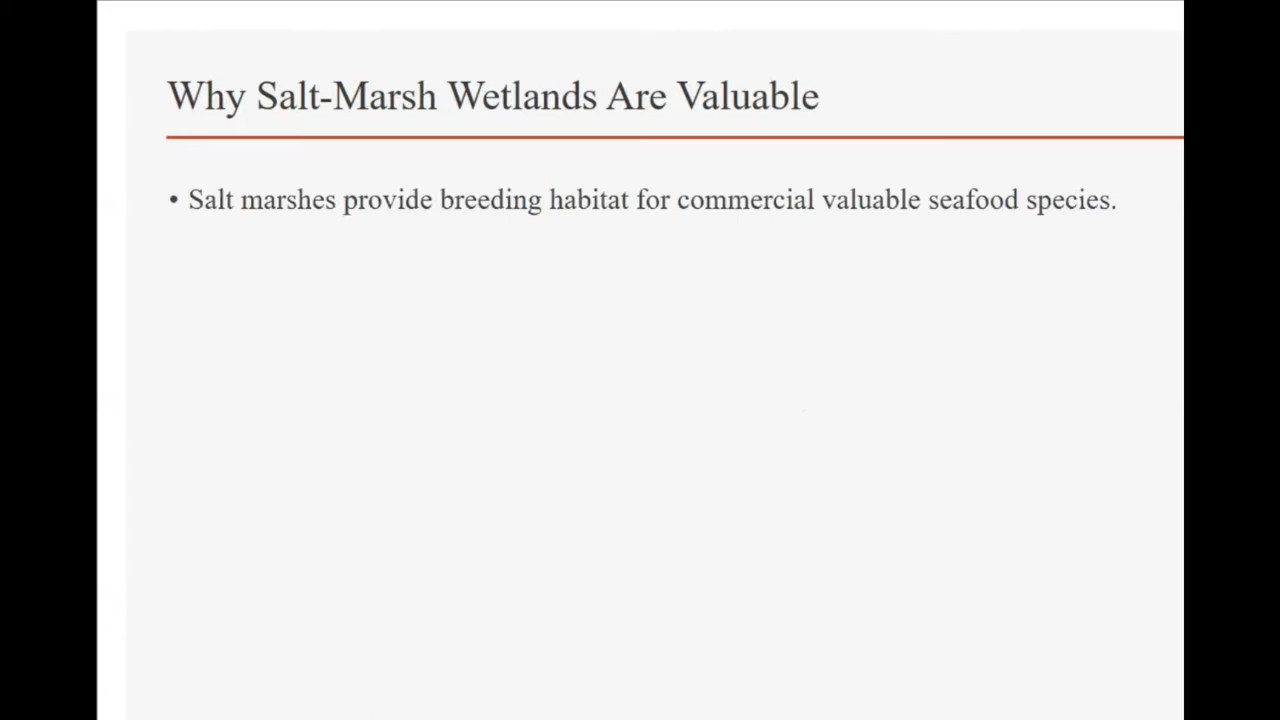 Why Salt-Marsh Wetlands Are Valuable
• Salt marshes provide breeding habitat for commercial valuable seafood species.